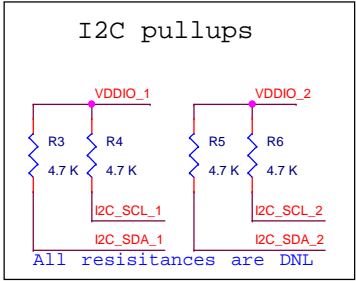 I2C pullups
VDDIO_1 VDDIO_2
R3 R4 R5 R6
4.7 K 4.7 K 4.7 K 4.7 K
I2C_SCL_1 I2C_SCL_2
I2C_SDA_1 I2C_SDA_2
All resisitances are DNL